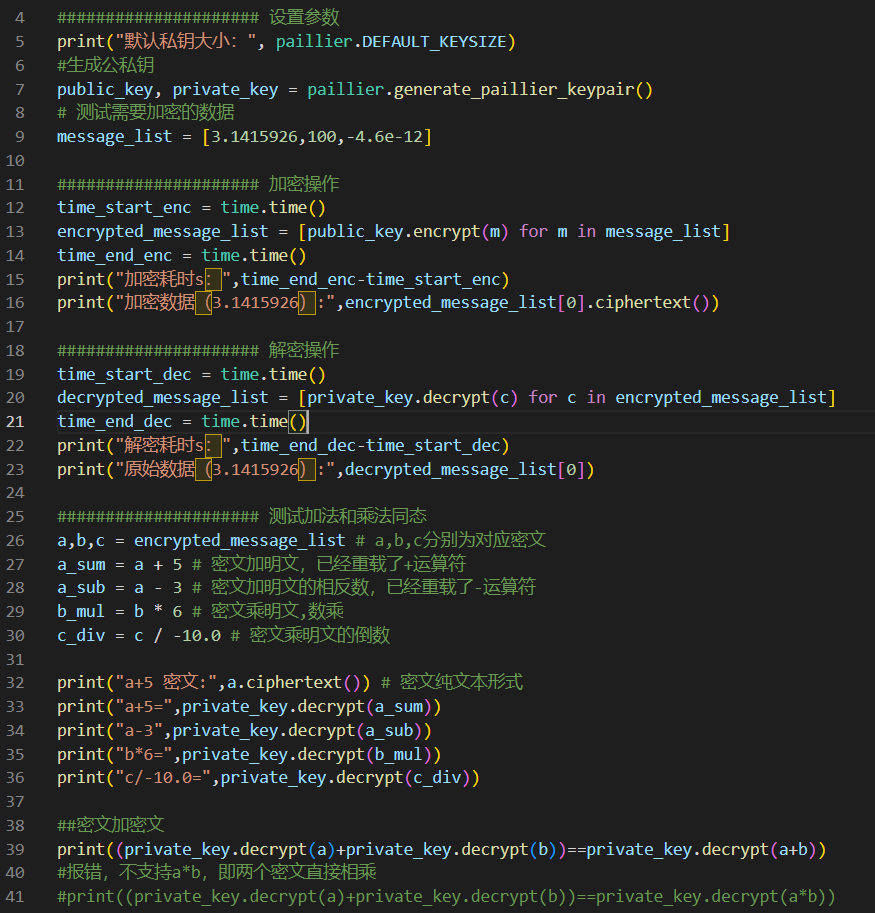 4 ##################### 设置参数
5 print("默认私钥大小：", paillier.DEFAULT_KEYSIZE)
6 #生成公私钥
7 public_key, private_key = paillier.generate_paillier_keypair()
8 # 测试需要加密的数据
9 message_list = [3.1415926,100,-4.6e-12]
10
11 ##################### 加密操作
12 time_start_enc = time.time()
13 encrypted_message_list = [public_key.encrypt(m) for m in message_list]
14 time_end_enc = time.time()
15 print("加密耗时s：",time_end_enc-time_start_enc)
16 print("加密数据（3.1415926）:",encrypted_message_list[0].ciphertext())
17
18 ##################### 解密操作
19 time_start_dec = time.time()
20 decrypted_message_list = [private_key.decrypt(c) for c in encrypted_message_list]
21 time_end_dec = time.time()
22 print("解密耗时s：",time_end_dec-time_start_dec)
23 print("原始数据（3.1415926）:",decrypted_message_list[0])
24
25 ##################### 测试加法和乘法同态
26 a,b,c = encrypted_message_list # a,b,c分别为对应密文
27 a_sum = a + 5 # 密文加明文，已经重载了+运算符
28 a_sub = a - 3 # 密文加明文的相反数，已经重载了-运算符
29 b_mul = b * 6 # 密文乘明文,数乘
30 c_div = c / -10.0 # 密文乘明文的倒数
31
32 print("a+5 密文:",a.ciphertext()) # 密文纯文本形式
33 print("a+5=",private_key.decrypt(a_sum))
34 print("a-3",private_key.decrypt(a_sub))
35 print("b*6=",private_key.decrypt(b_mul))
36 print("c/-10.0=",private_key.decrypt(c_div))
37
38 ##密文加密文
39 print((private_key.decrypt(a)+private_key.decrypt(b))==private_key.decrypt(a+b))
40 #报错，不支持a*b，即两个密文直接相乘
41 #print((private_key.decrypt(a)+private_key.decrypt(b))==private_key.decrypt(a*b))